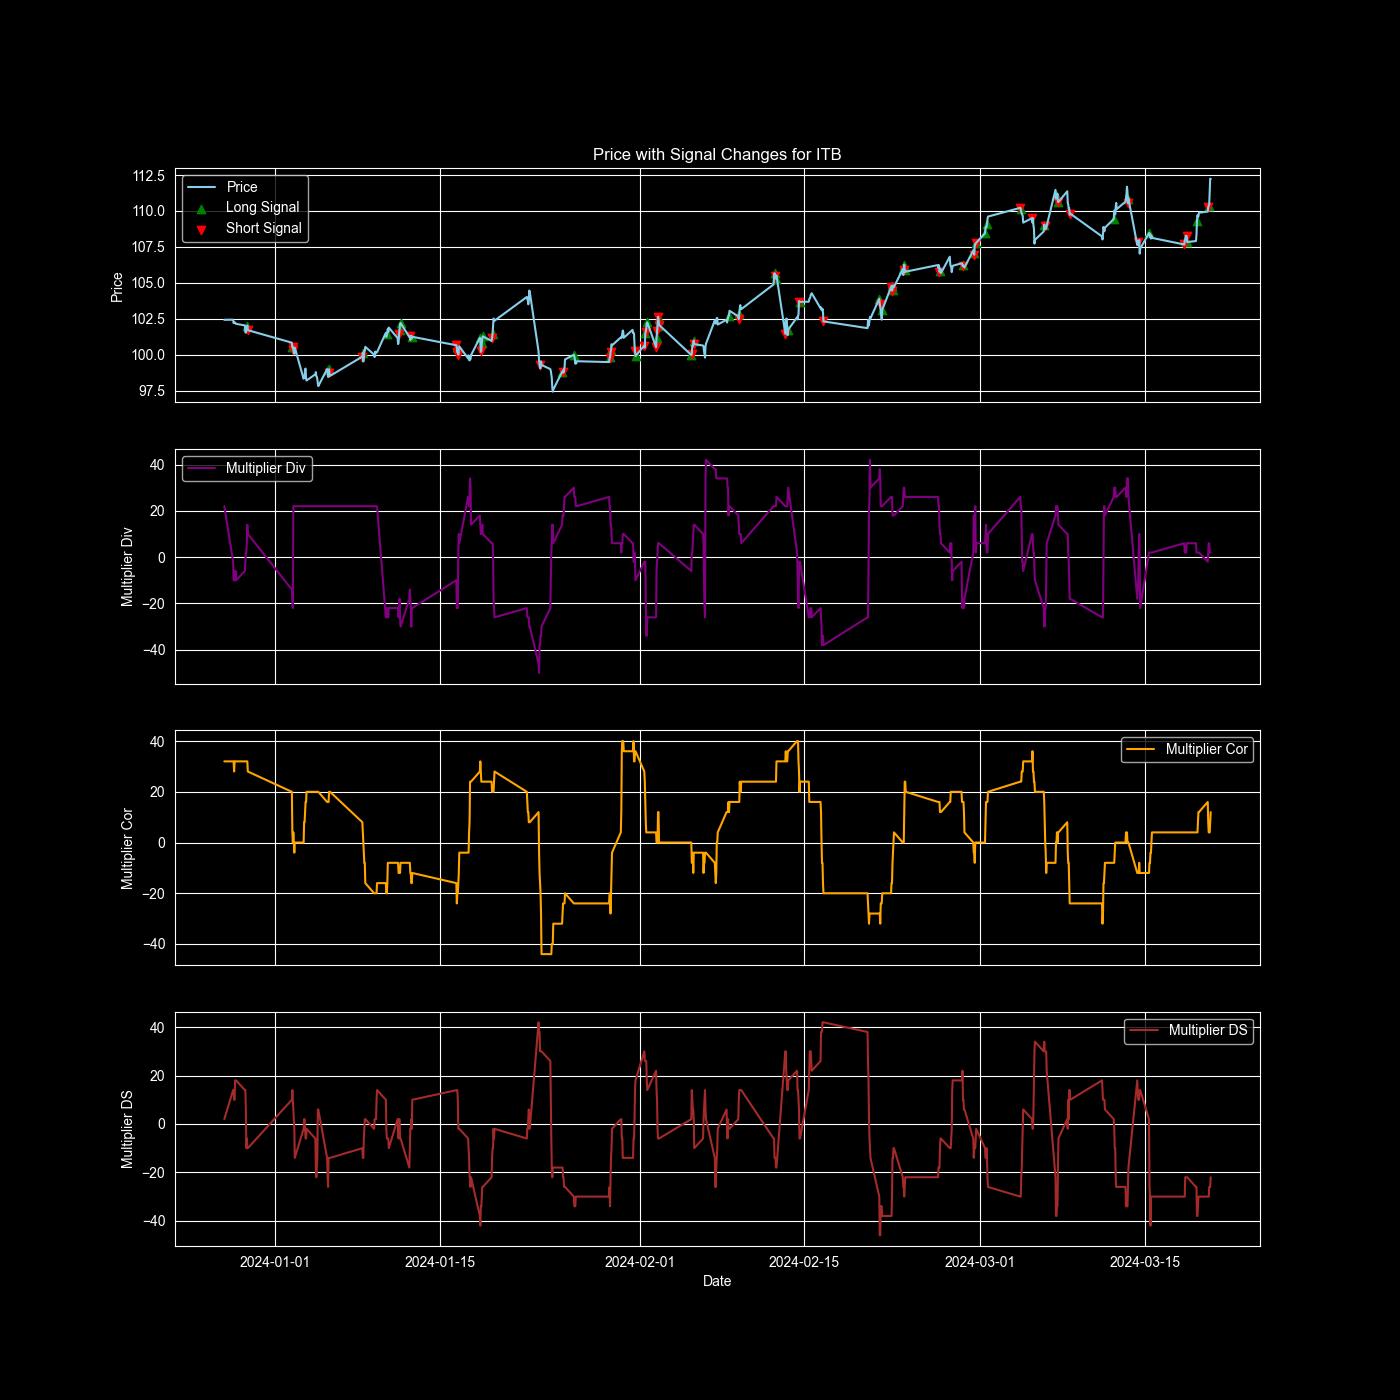 Price with Signal Changes for ITB
Price
Long Signal
Short Signal
112.5
110.0
107.5
105.0
102.5
100.0
97.5
Price
Multiplier Div
40
20
0
−20
−40
Multiplier Div
Multiplier Cor
40
20
0
−20
−40
Multiplier Cor
Multiplier DS
40
20
0
−20
−40
Multiplier DS
2024-01-01 2024-01-15 2024-02-01 2024-02-15 2024-03-01 2024-03-15
Date